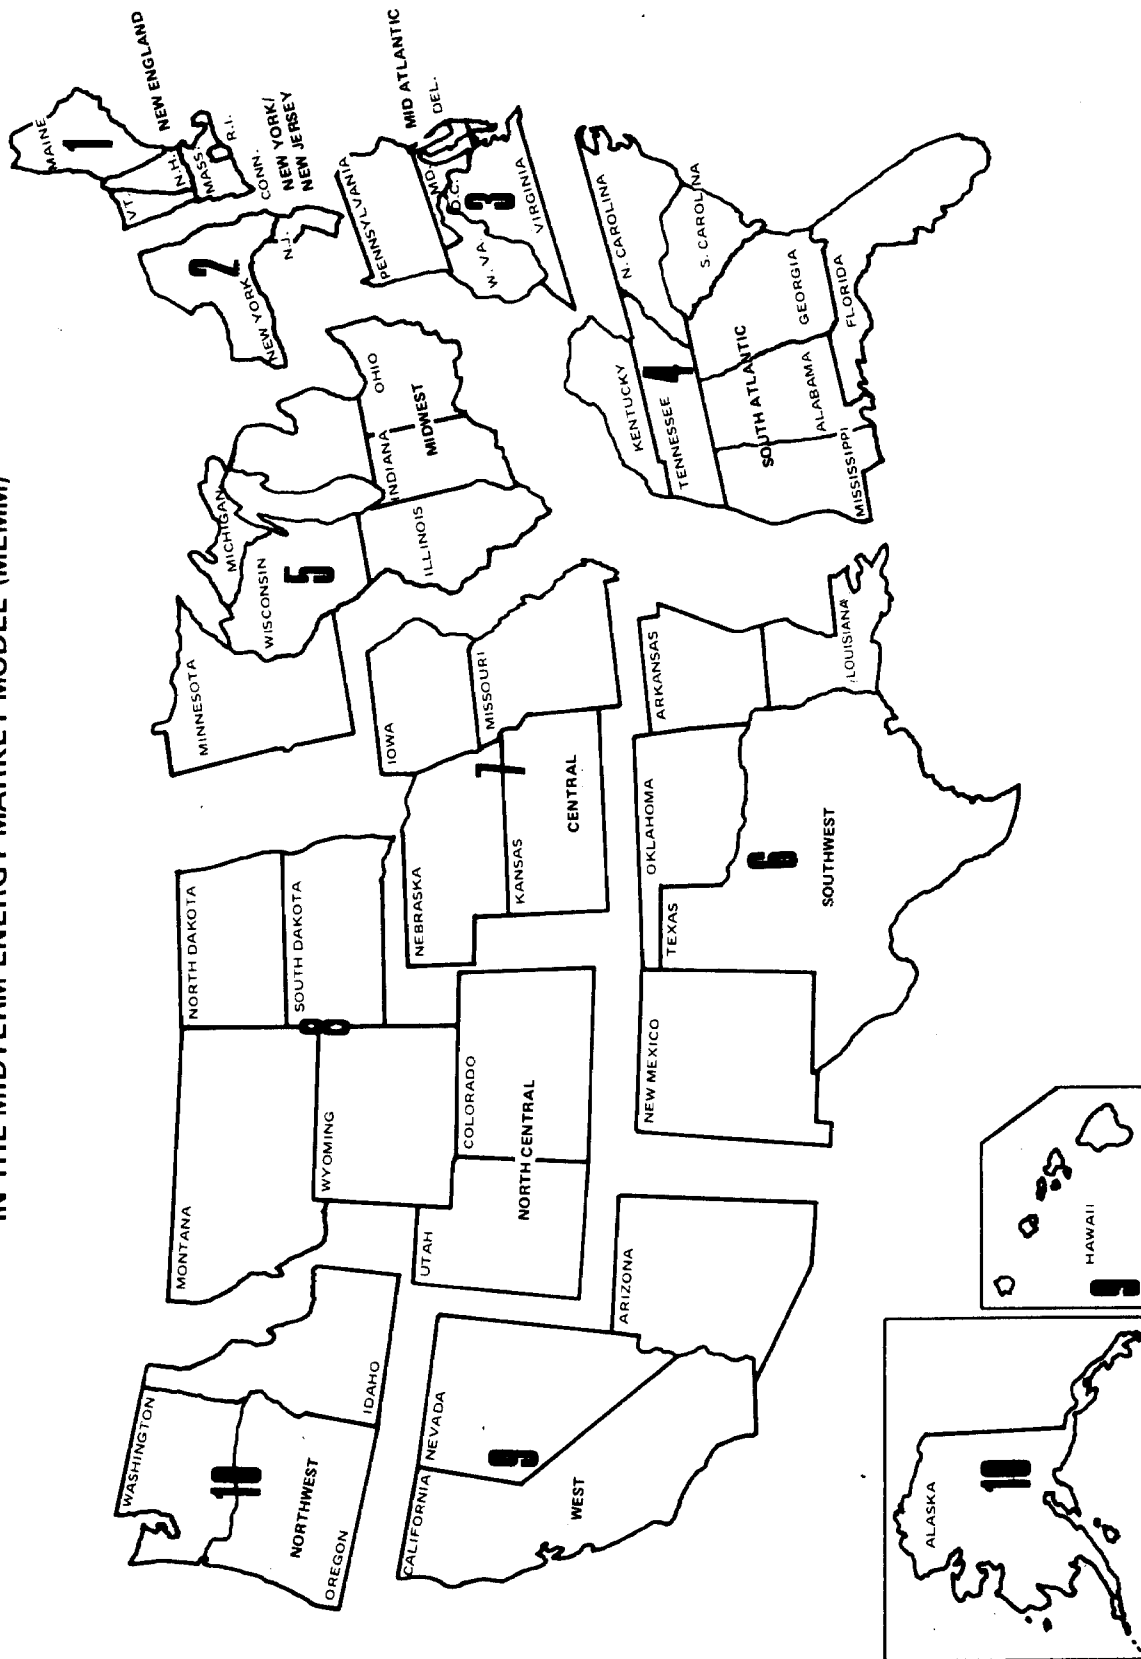 IN THE MIDTERM ENERGY MARKET MODEL (MEMM)
WASHINGTON
10
NORTHWEST
OREGON
IDAHO
MONTANA
NORTH DAKOTA
SOUTH DAKOTA
8
WYOMING
UTAH
COLORADO
NORTH CENTRAL
CALIFORNIA
NEVADA
9
WEST
ARIZONA
MINNESOTA
WISCONSIN
MICHIGAN
5
ILLINOIS
INDIANA
OHIO
MIDWEST
IOWA
NEBRASKA
MISSOURI
7
KANSAS
CENTRAL
NEW MEXICO
OKLAHOMA
TEXAS
ARKANSAS
LOUISIANA
6
SOUTHWEST
MAINE
1
VT.
N.H.
MASS.
R.I.
CONN.
NEW ENGLAND
NEW YORK/
NEW JERSEY
2
NEW YORK
N.J.
PENNSYLVANIA
MID ATLANTIC
DEL.
MD.
D.C.
3
W. VA.
VIRGINIA
KENTUCKY
N. CAROLINA
TENNESSEE
4
S. CAROLINA
SOUTH ATLANTIC
MISSISSIPPI
ALABAMA
GEORGIA
FLORIDA
ALASKA
10
HAWAII
9